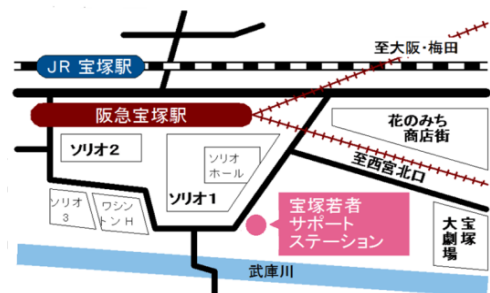 至大阪・梅田
JR 宝塚駅
阪急宝塚駅
花のみち
商店街
ソリオ2
ソリオ
ホール
至西宮北口
ソリオ1
ソリオ
3
ワシン
トンH
宝塚若者
サポート
ステーション
宝塚
大劇場
武庫川